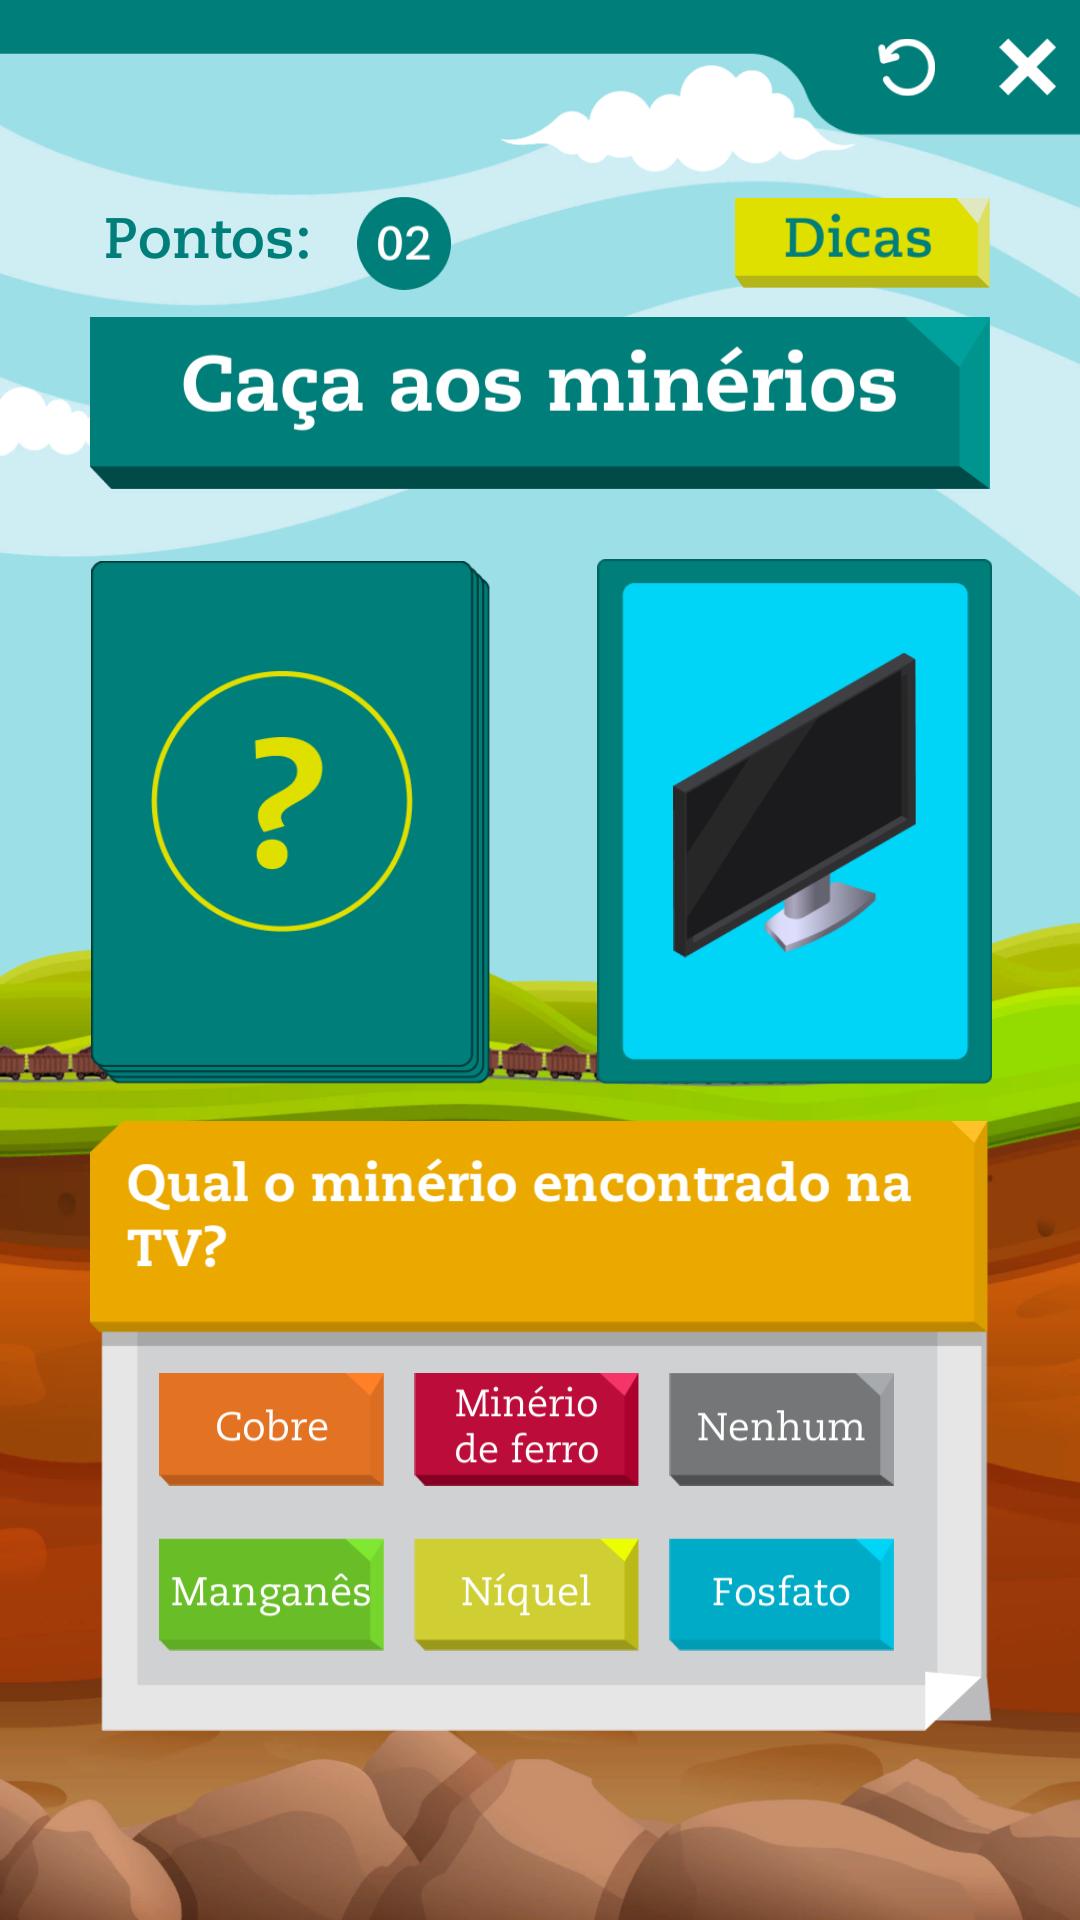 Pontos: 02
Dicas
Caça aos minérios
?
Qual o minério encontrado na
TV?
Cobre
Minério
de ferro
Nenhum
Manganês
Níquel
Fosfato